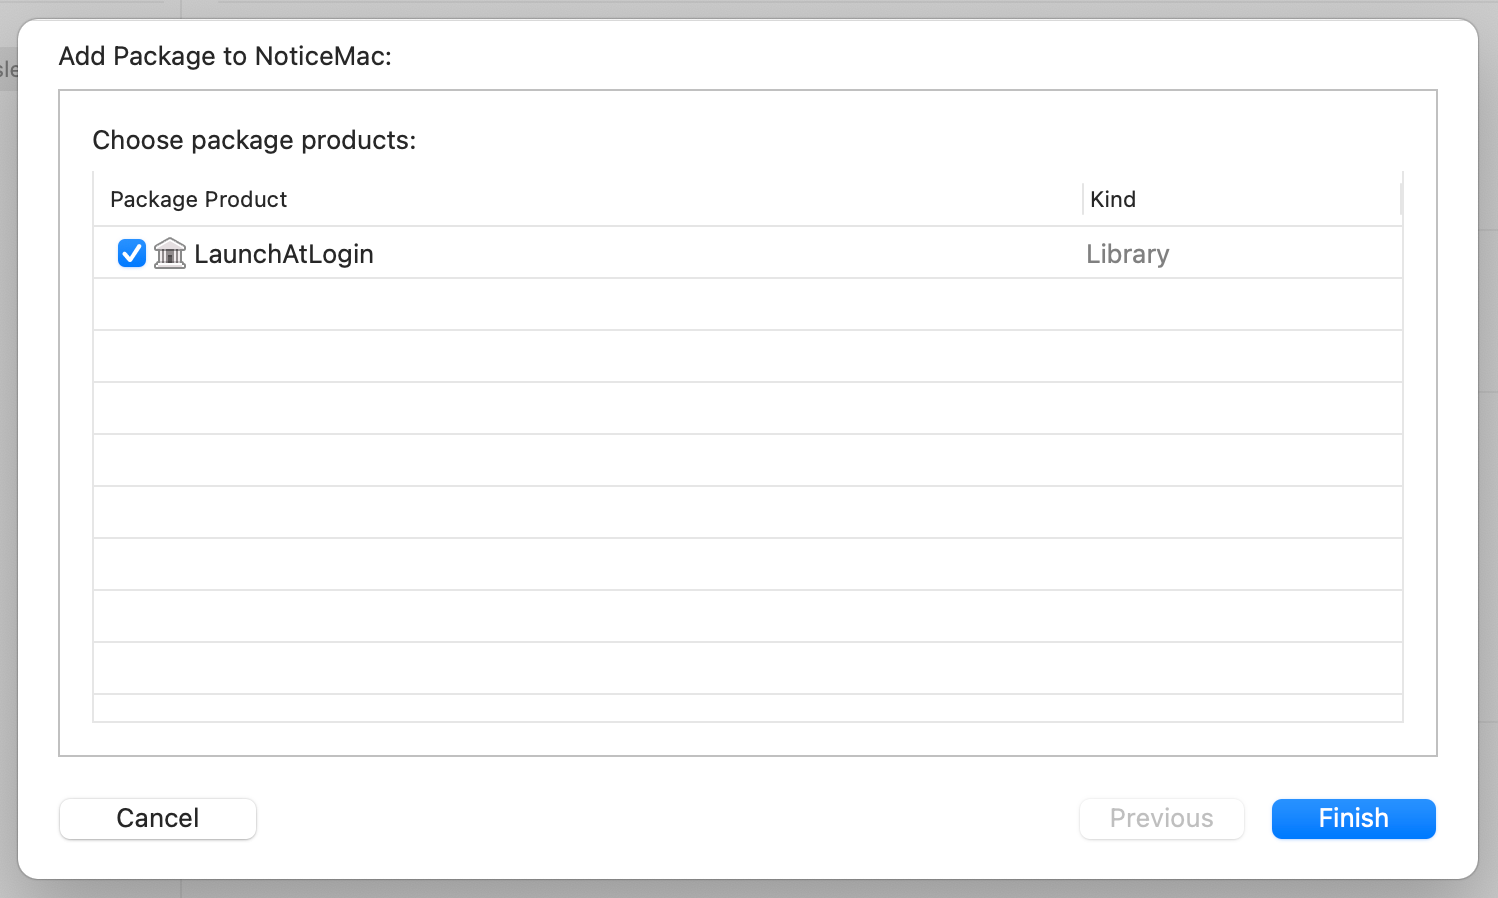 Add Package to NoticeMac:
Choose package products:
Package Product Kind
LaunchAtLogin Library
Cancel Previous Finish